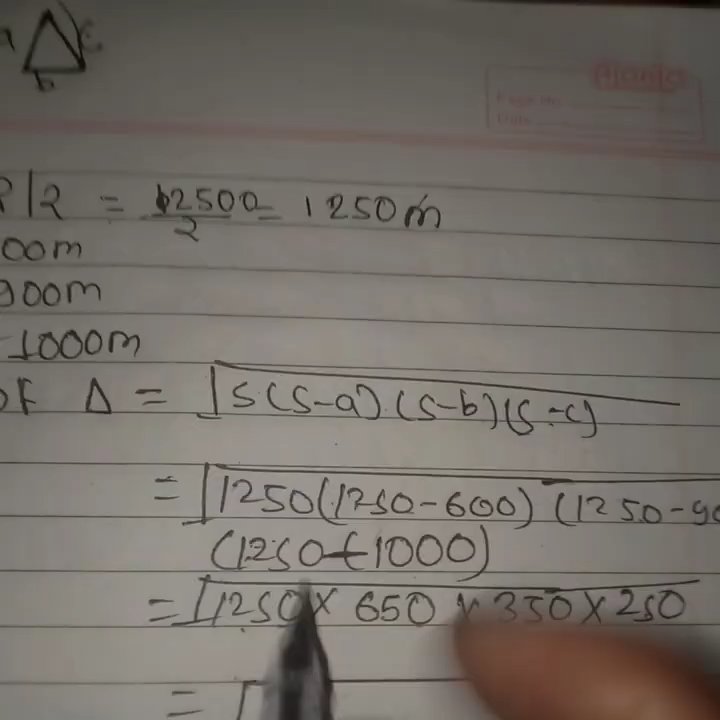 c
b
P/2 = 2500/2 = 1250m
00m
900m
1000m
OF Δ = √s(s-a)(s-b)(s-c)
= √1250(1250-600) (1250-90
(1250-(1000)
= √1250 x 650 x 350 x 250
= √